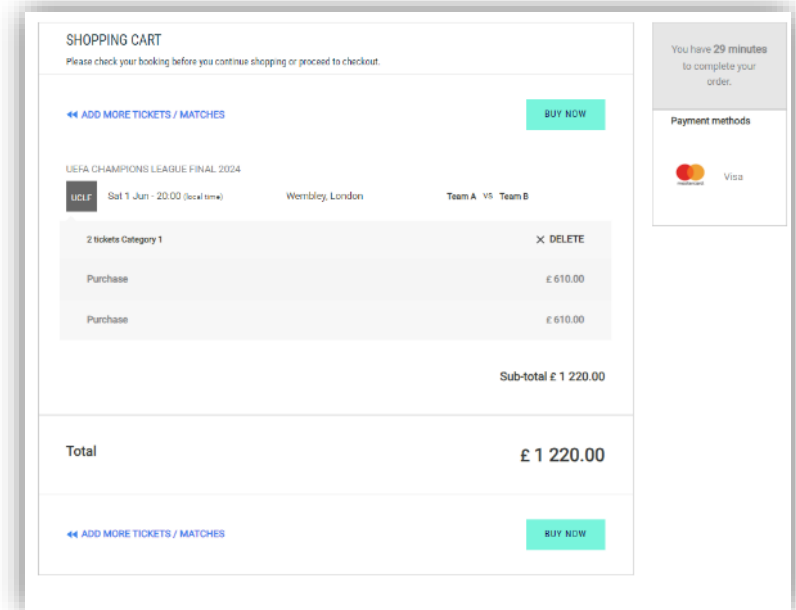 SHOPPING CART
Please check your booking before you continue shopping or proceed to checkout.
ADD MORE TICKETS / MATCHES
BUY NOW
UEFA CHAMPIONS LEAGUE FINAL 2024
UCLF Sat 1 Jun - 20:00 (local time) Wembley, London Team A VS Team B
2 tickets Category 1 × DELETE
Purchase £ 610.00
Purchase £ 610.00
Sub-total £ 1 220.00
Total £ 1 220.00
ADD MORE TICKETS / MATCHES
BUY NOW
You have 29 minutes
to complete your
order.
Payment methods
mastercard Visa